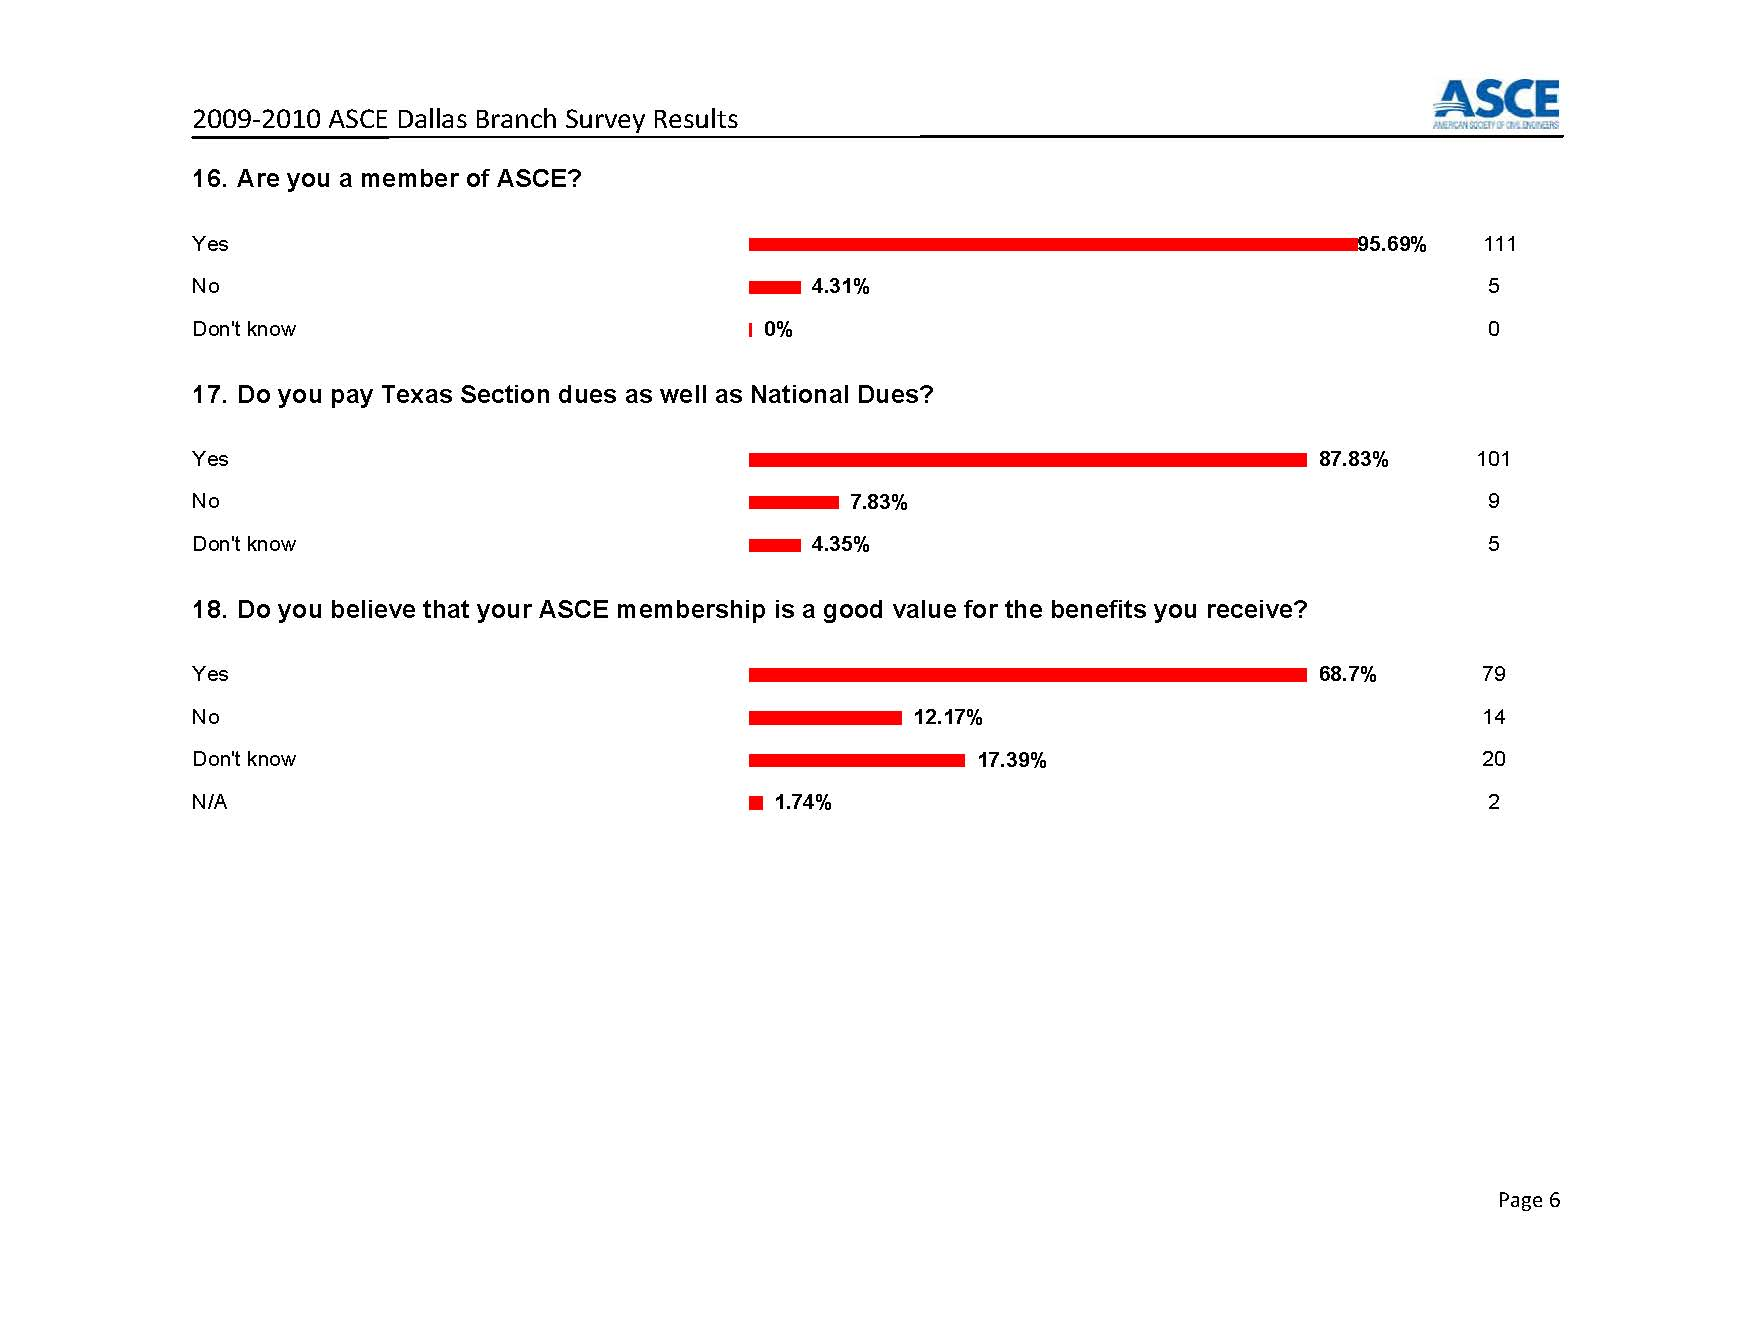 2009-2010 ASCE Dallas Branch Survey Results
ASCE
AMERICAN SOCIETY OF CIVIL ENGINEERS
16. Are you a member of ASCE?
Yes 95.69% 111
No 4.31% 5
Don't know 0% 0
17. Do you pay Texas Section dues as well as National Dues?
Yes 87.83% 101
No 7.83% 9
Don't know 4.35% 5
18. Do you believe that your ASCE membership is a good value for the benefits you receive?
Yes 68.7% 79
No 12.17% 14
Don't know 17.39% 20
N/A 1.74% 2
Page 6